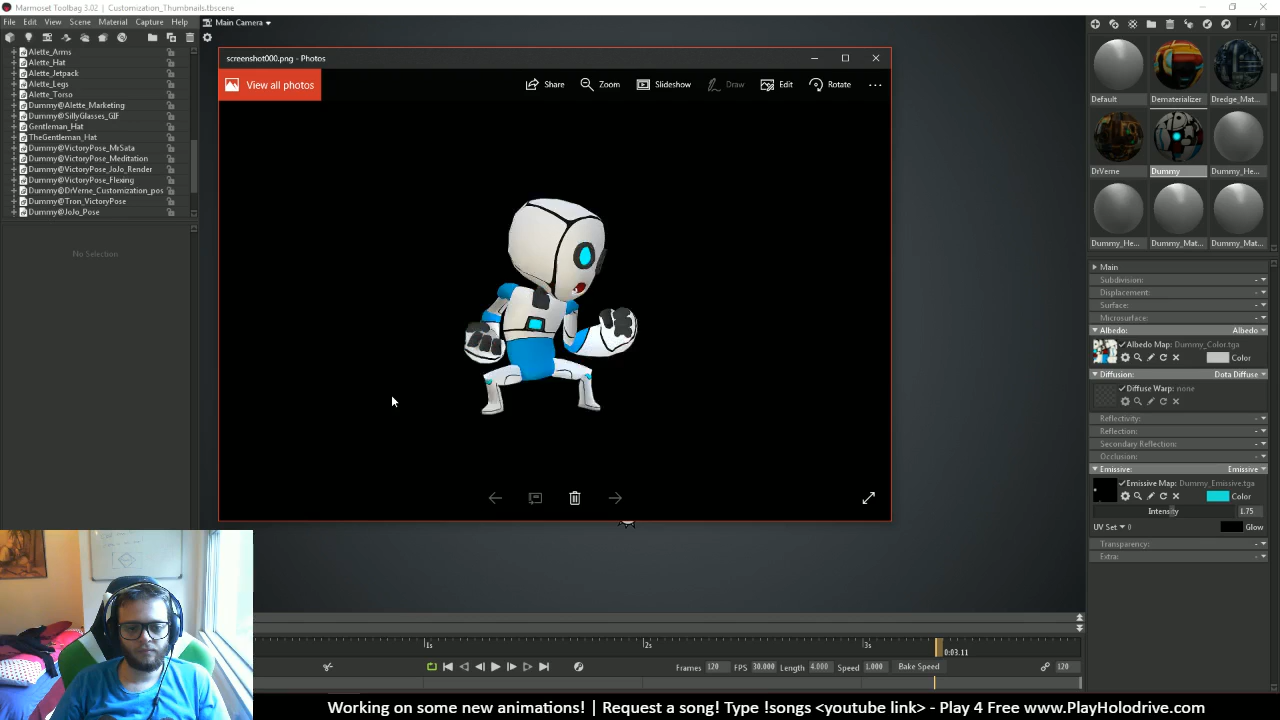 Marmoset Toolbag 3.02 | Customization_Thumbnails.tbscene
File Edit View Scene Material Capture Help
Main Camera
Alette_Arms
Alette_Hat
Alette_Jetpack
Alette_Legs
Alette_Torso
Dummy@Alette_Marketing
Dummy@SillyGlasses_GIF
Gentleman_Hat
TheGentleman_Hat
Dummy@VictoryPose_MrSata
Dummy@VictoryPose_Meditation
Dummy@VictoryPose_JoJo_Render
Dummy@VictoryPose_Flexing
Dummy@DrVerne_Customization_pos
Dummy@Tron_VictoryPose
Dummy@JoJo_Pose
No Selection
screenshot000.png - Photos
View all photos
Share Zoom Slideshow Draw Edit Rotate
Default Dematerializer Dredge_Mat...
DrVerne Dummy Dummy_He...
Dummy_He... Dummy_Mat... Dummy_Mat...
Main
Subdivision:
Displacement:
Surface:
Microsurface:
Albedo: Albedo
Albedo Map: Dummy_Color.tga
Color
Diffusion: Dota Diffuse
Diffuse Warp: none
Reflectivity:
Reflection:
Secondary Reflection:
Occlusion:
Emissive: Emissive
Emissive Map: Dummy_Emissive.tga
Color
Intensity 1.75
UV Set 0 Glow
Transparency:
Extra:
1s 2s 3s 0:03.11
Frames 120 FPS 30.000 Length 4.000 Speed 1.000 Bake Speed 120
Working on some new animations! | Request a song! Type !songs <youtube link> - Play 4 Free www.PlayHolodrive.com